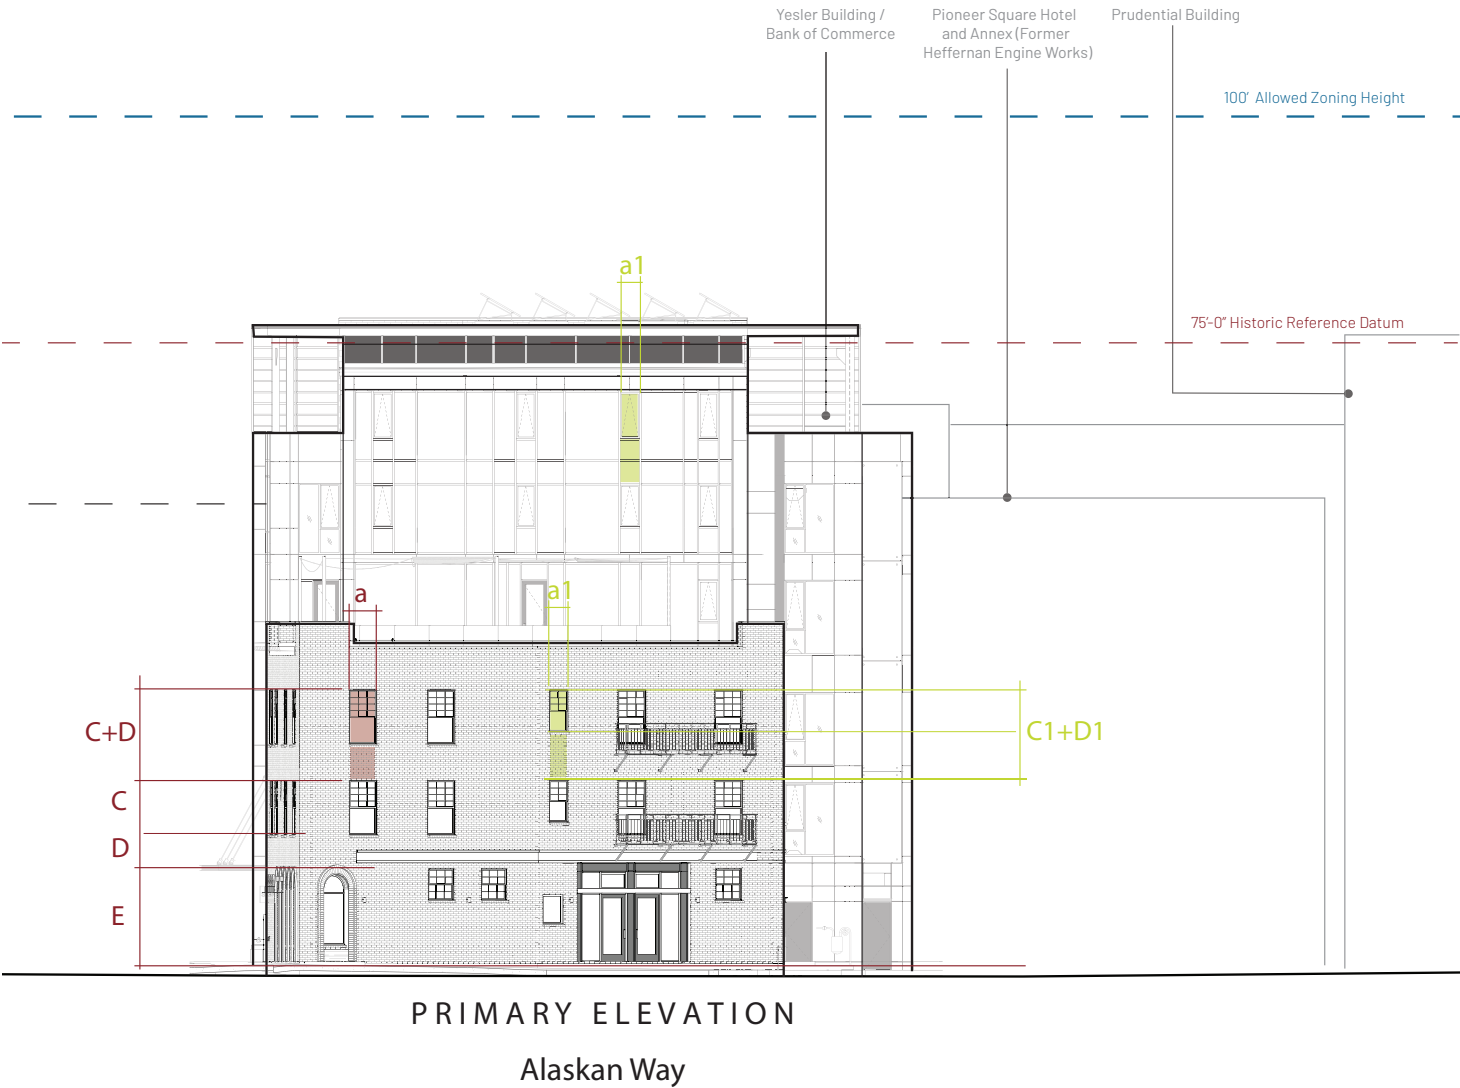 Yesler Building /
Bank of Commerce
Pioneer Square Hotel
and Annex (Former
Heffernan Engine Works)
Prudential Building
100' Allowed Zoning Height
a1
75'-0" Historic Reference Datum
a
a1
C+D
C1+D1
C
D
E
PRIMARY ELEVATION
Alaskan Way